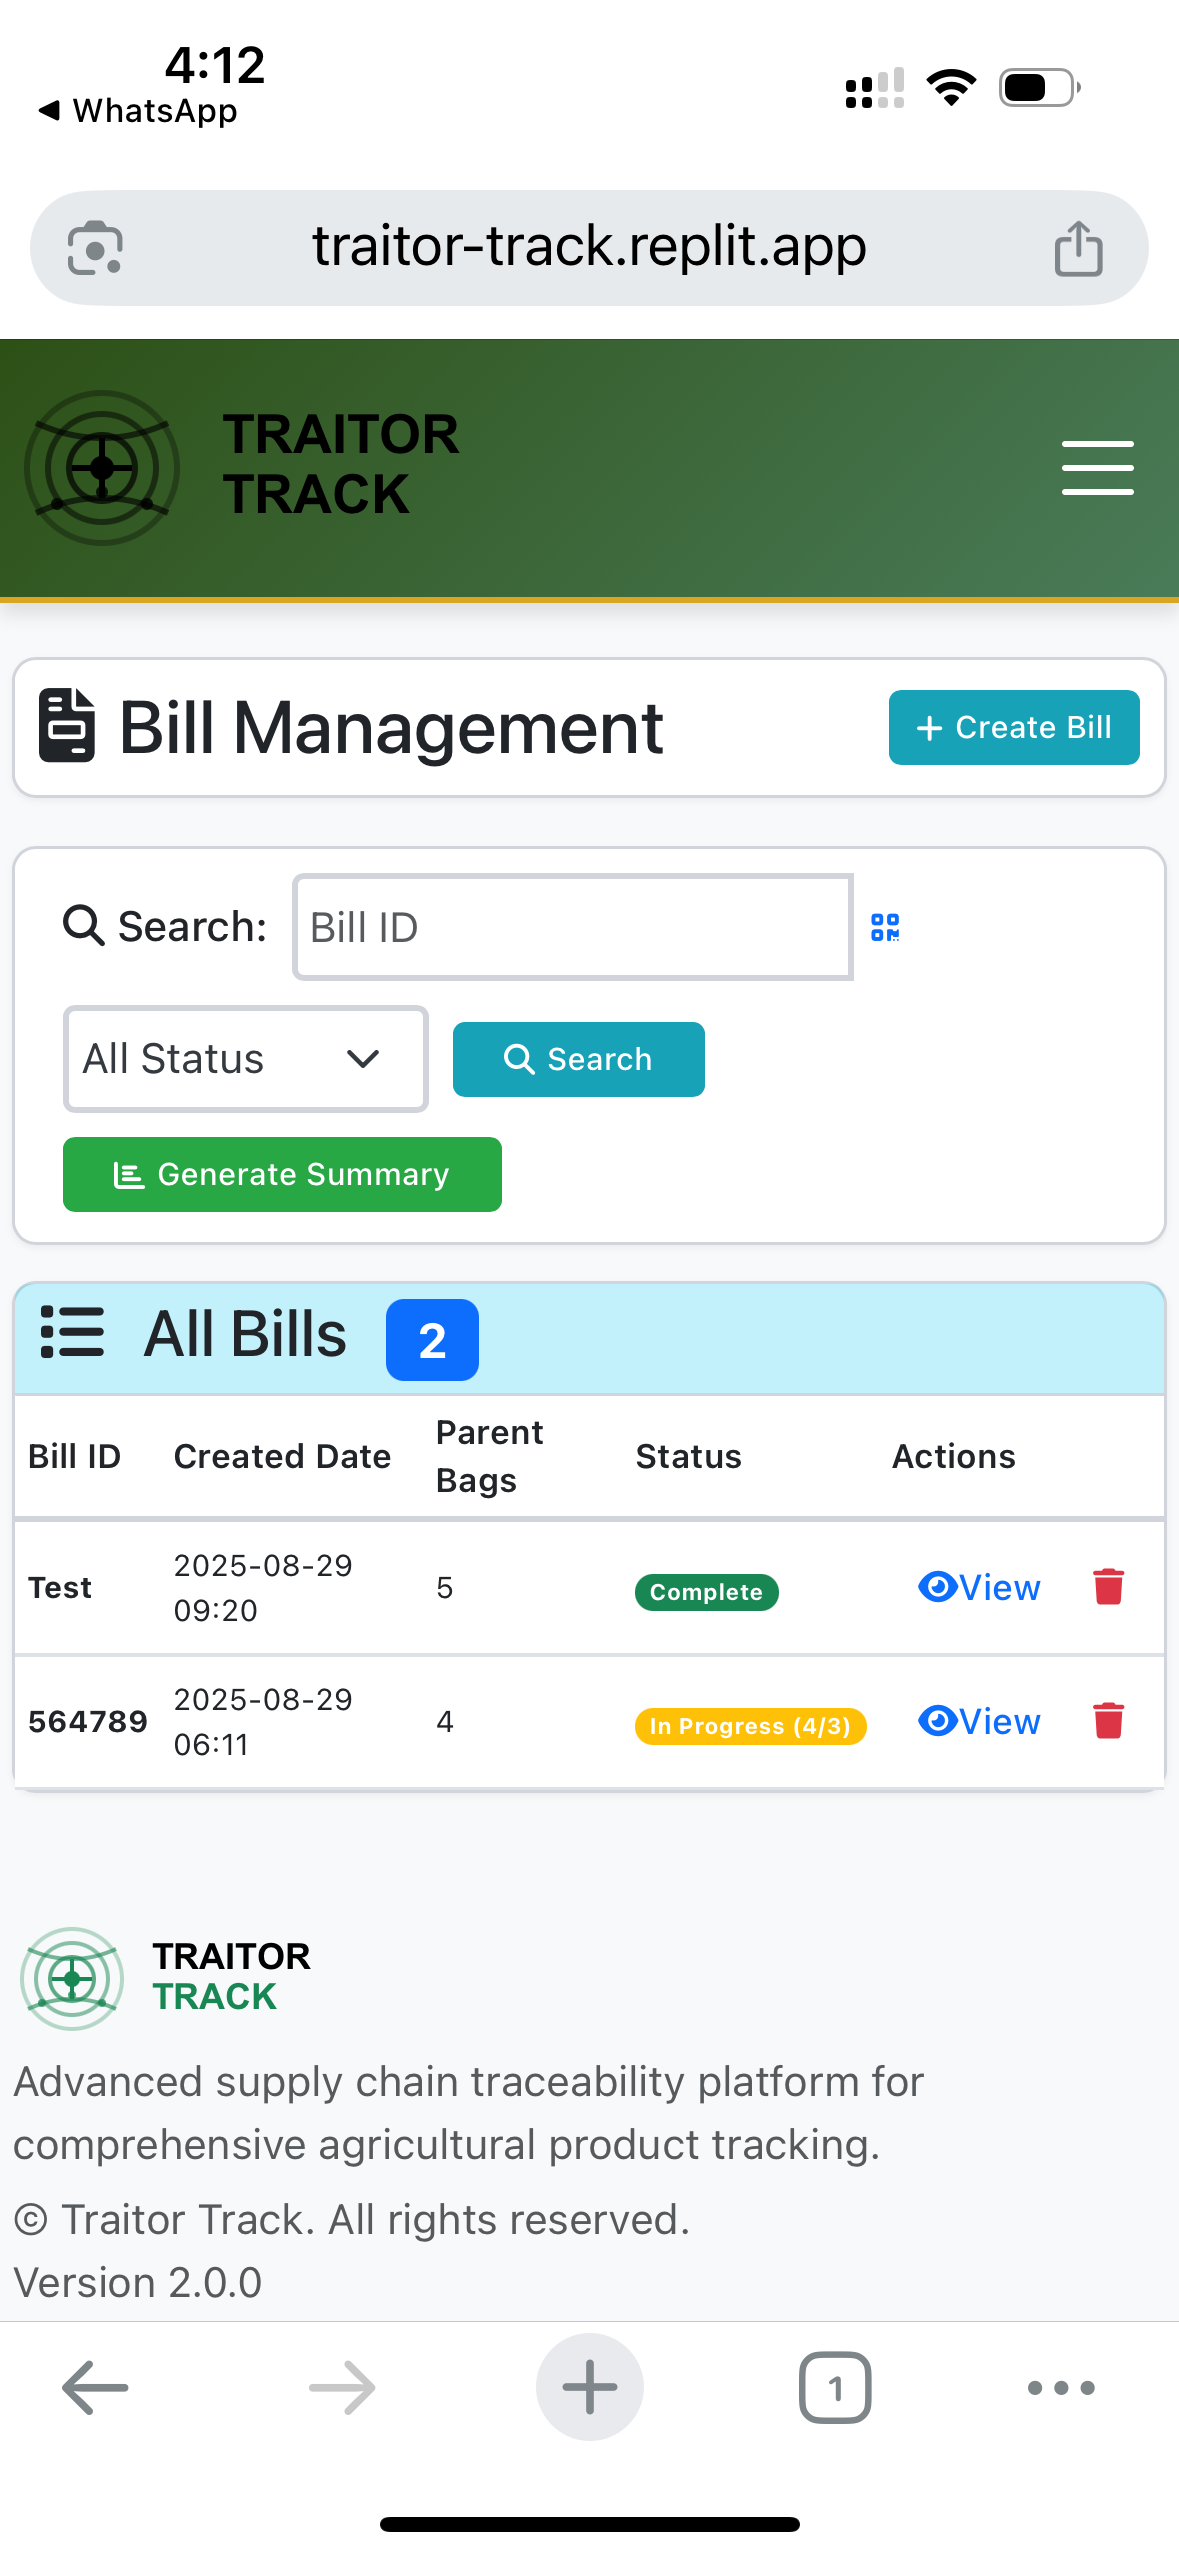 4:12
WhatsApp
traitor-track.replit.app
TRAITOR
TRACK
Bill Management
Create Bill
Search:
Bill ID
All Status
Search
Generate Summary
All Bills 2
Bill ID Created Date Parent Bags Status Actions
Test 2025-08-29 09:20 5 Complete View
564789 2025-08-29 06:11 4 In Progress (4/3) View
TRAITOR
TRACK
Advanced supply chain traceability platform for
comprehensive agricultural product tracking.
© Traitor Track. All rights reserved.
Version 2.0.0
1